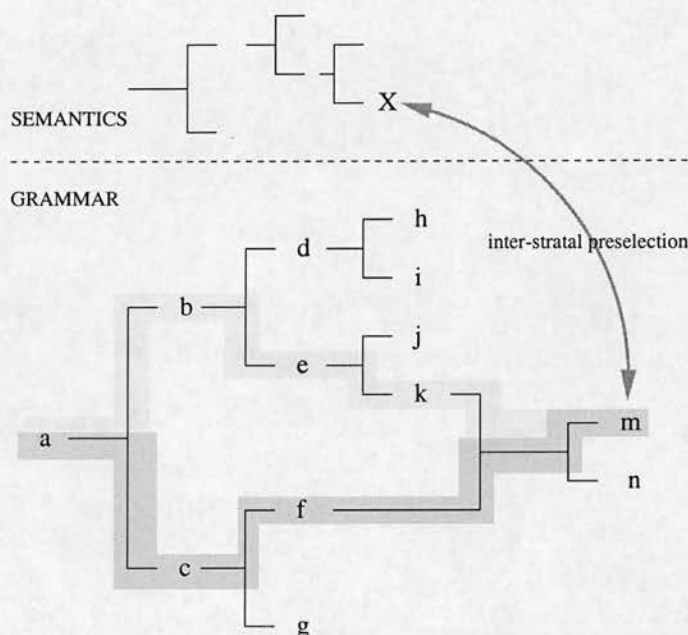 X
SEMANTICS
GRAMMAR
inter-stratal preselection
h
d
i
b
j
e
k
a
m
n
f
c
g